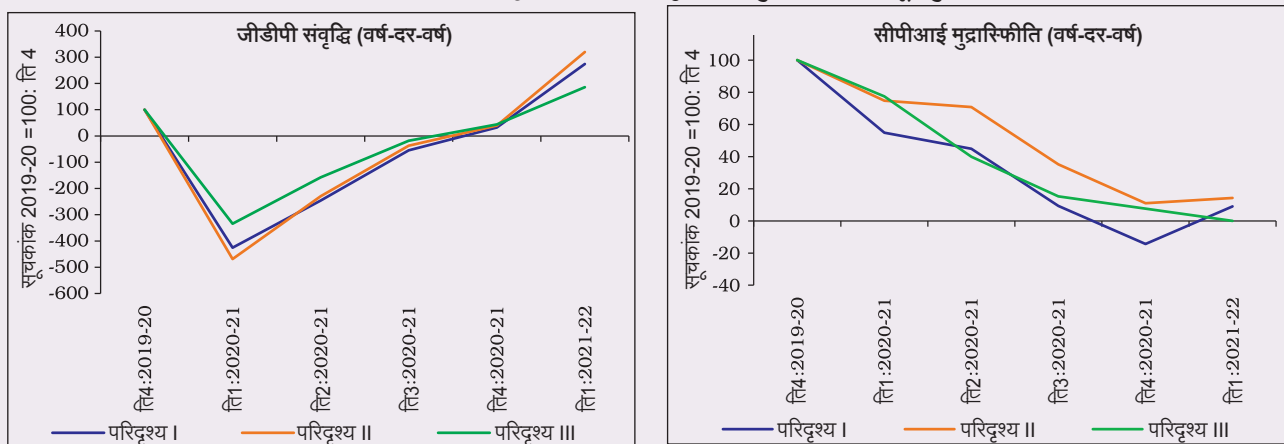 जीडीपी संवृद्धि (वर्ष-दर-वर्ष)
सूचकांक 2019-20 =100: ति 4
400
300
200
100
0
-100
-200
-300
-400
-500
-600
ति4:2019-20
ति1:2020-21
ति2:2020-21
ति3:2020-21
ति4:2020-21
ति1:2021-22
परिदृश्य I परिदृश्य II परिदृश्य III
सीपीआई मुद्रास्फिीति (वर्ष-दर-वर्ष)
सूचकांक 2019-20 =100: ति 4
100
80
60
40
20
0
-20
-40
ति4:2019-20
ति1:2020-21
ति2:2020-21
ति3:2020-21
ति4:2020-21
ति1:2021-22
परिदृश्य I परिदृश्य II परिदृश्य III